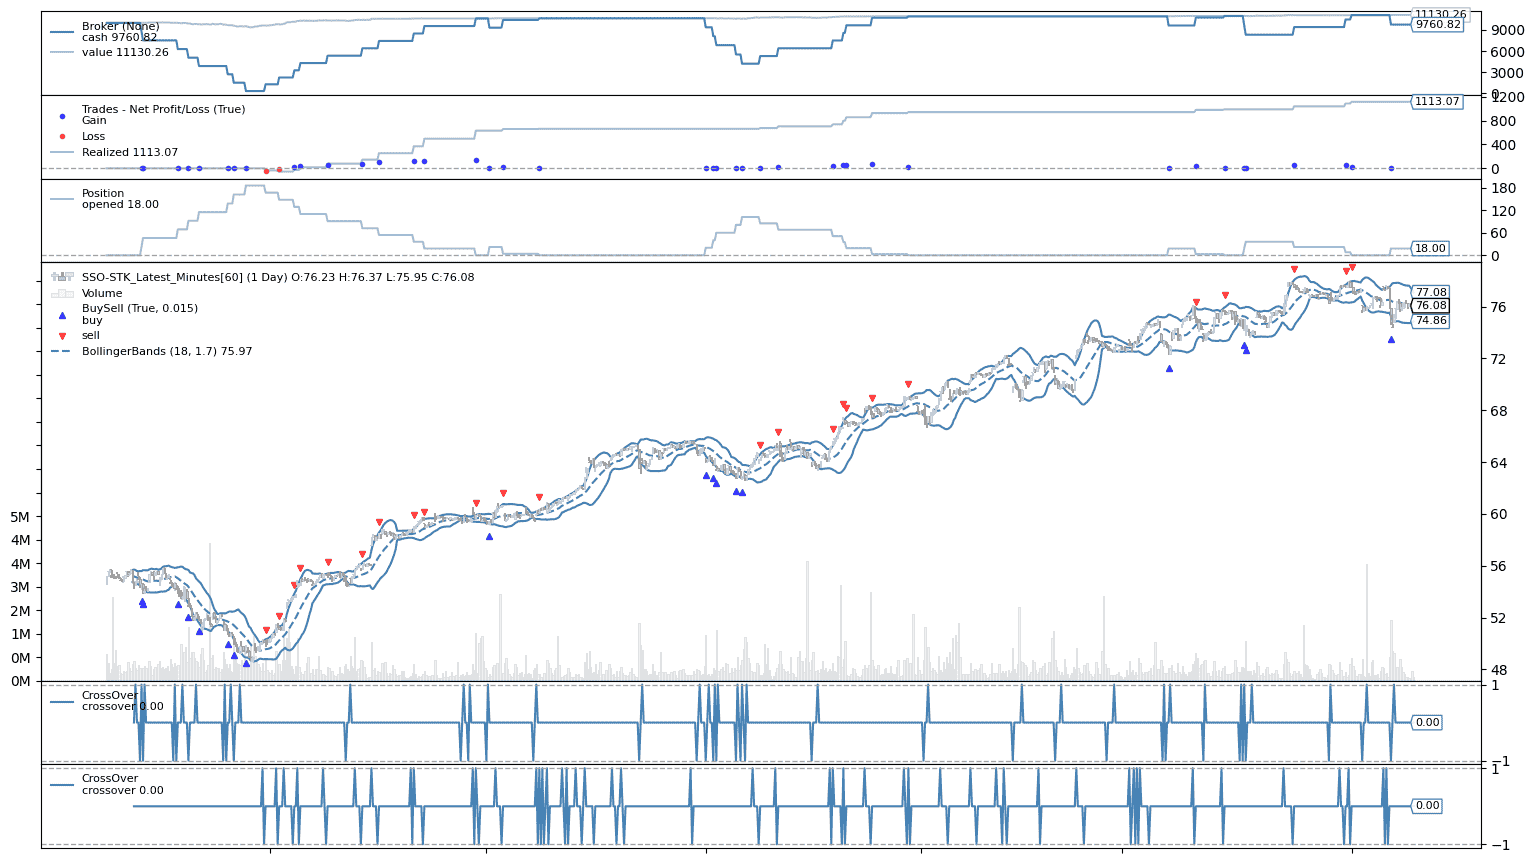 Broker (None)
cash 9760.82
value 11130.26
11130.26
9760.82
9000
6000
3000
0
Trades - Net Profit/Loss (True)
Gain
Loss
Realized 1113.07
1113.07
1200
800
400
0
Position
opened 18.00
180
120
60
0
18.00
SSO-STK_Latest_Minutes[60] (1 Day) O:76.23 H:76.37 L:75.95 C:76.08
Volume
BuySell (True, 0.015)
buy
sell
BollingerBands (18, 1.7) 75.97
77.08
76.08
74.86
76
72
68
64
60
56
52
48
5M
4M
4M
3M
2M
1M
0M
0M
CrossOver
crossover 0.00
1
0.00
−1
CrossOver
crossover 0.00
1
0.00
−1